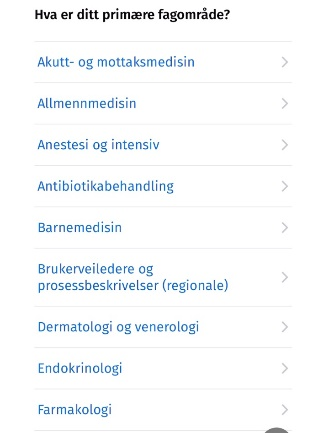 Hva er ditt primære fagområde?
Akutt- og mottaksmedisin
Allmennmedisin
Anestesi og intensiv
Antibiotikabehandling
Barnemedisin
Brukerveiledere og
prosessbeskrivelser (regionale)
Dermatologi og venerologi
Endokrinologi
Farmakologi